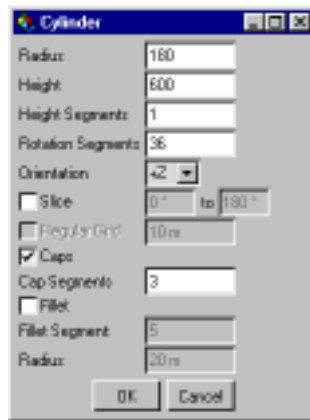 Cylinder
Radius 180
Height 600
Height Segments 1
Rotation Segments 36
Orientation +Z
Slice 0° to 180°
Regular Grid 10 m
Caps
Cap Segments 3
Fillet
Fillet Segment 5
Radius 20 m
OK Cancel